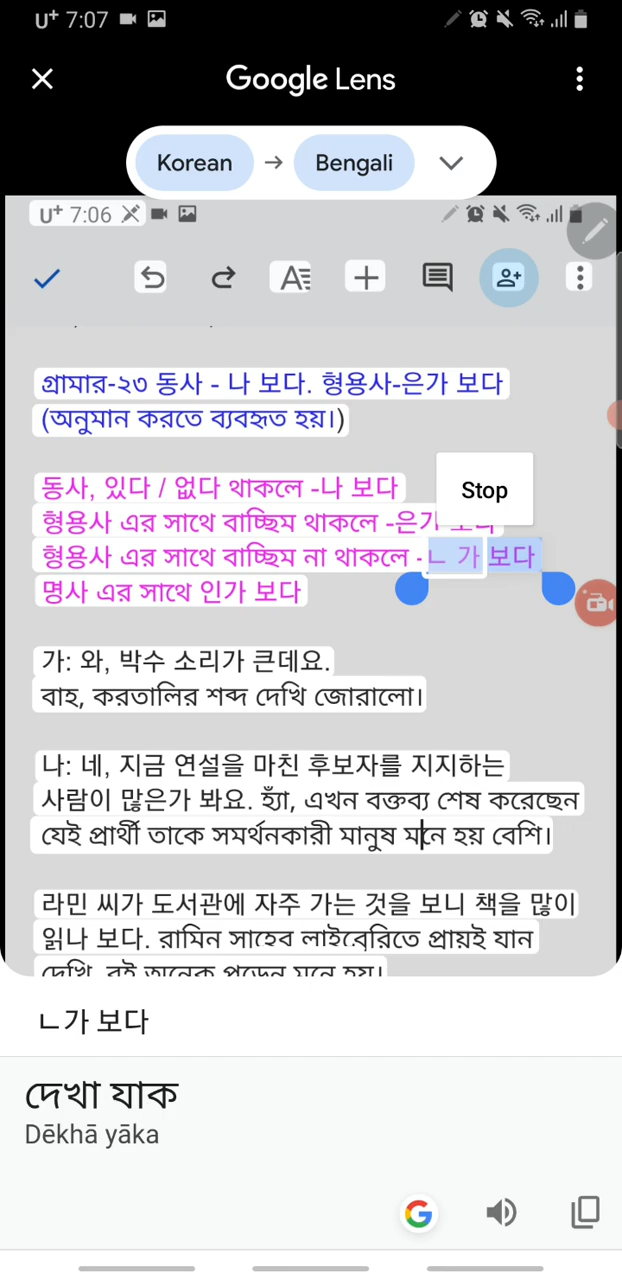 U+ 7:07
Google Lens
Korean → Bengali
U+ 7:06
গ্রামার-২৩ 동사 - 나 보다. 형용사-은가 보다
(অনুমান করতে ব্যবহৃত হয়।)
동사, 있다 / 없다 থাকলে -나 보다
Stop
형용사 এর সাথে বাচ্ছিম থাকলে -은가 보다
형용사 এর সাথে বাচ্ছিম না থাকলে -ㄴ 가 보다
명사 এর সাথে 인가 보다
가: 와, 박수 소리가 큰데요.
বাহ, করতালির শব্দ দেখি জোরালো।
나: 네, 지금 연설을 마친 후보자를 지지하는
사람이 많은가 봐요. হ্যাঁ, এখন বক্তব্য শেষ করেছেন
যেই প্রার্থী তাকে সমর্থনকারী মানুষ মনে হয় বেশি।
라민 씨가 도서관에 자주 가는 것을 보니 책을 많이
읽나 보다. রামিন সাহেব লাইব্রেরিতে প্রায়ই যান
দেখি, বই অনেক পড়েন মনে হয়।
ㄴ가 보다
দেখা যাক
Dēkhā yāka